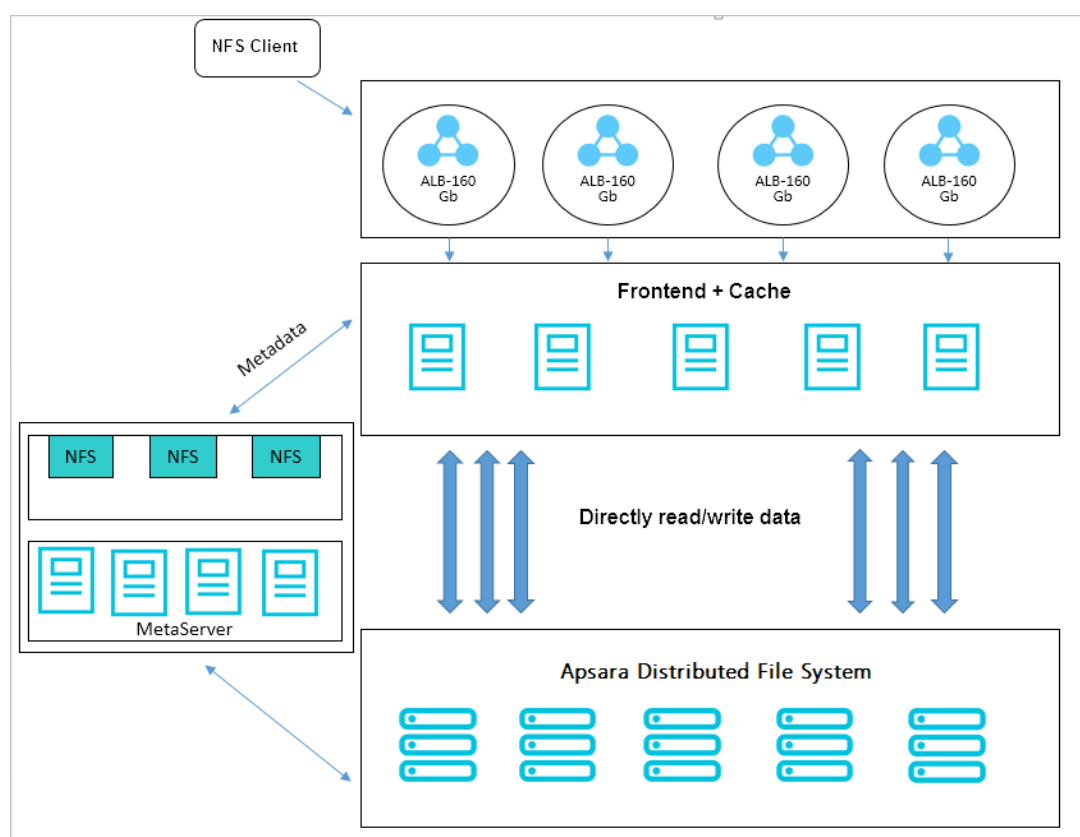 NFS Client
ALB-160
Gb
ALB-160
Gb
ALB-160
Gb
ALB-160
Gb
Frontend + Cache
Metadata
NFS
NFS
NFS
Directly read/write data
MetaServer
Apsara Distributed File System